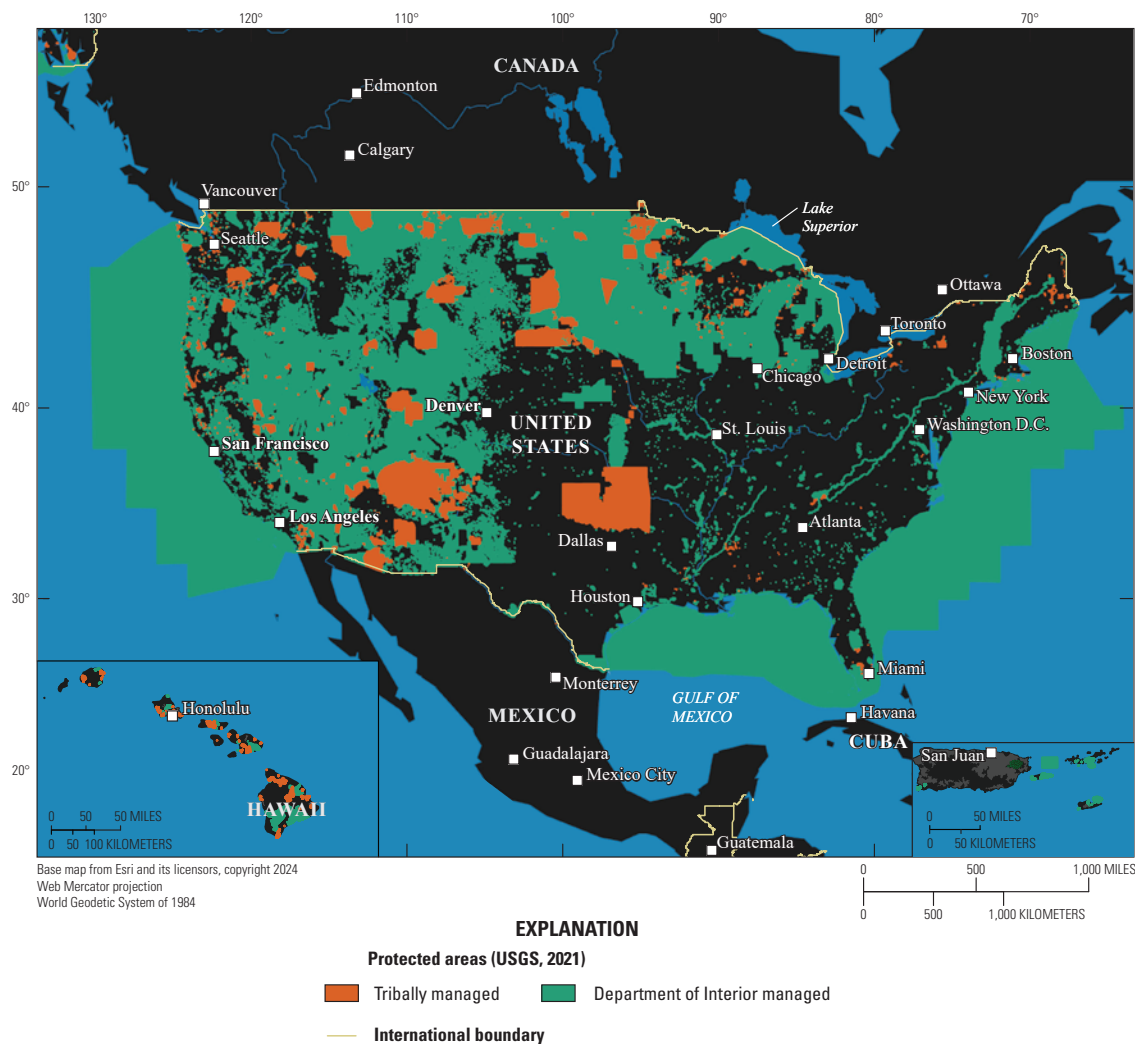 130° 120° 110° 100° 90° 80° 70°
CANADA
Edmonton
Calgary
50°
Vancouver
Lake
Superior
Seattle
Ottawa
Toronto
Boston
Detroit
Chicago
New York
40°
Denver
UNITED
STATES
St. Louis
Washington D.C.
San Francisco
Los Angeles
Atlanta
Dallas
30°
Houston
Miami
Monterrey
GULF OF
MEXICO
Honolulu
MEXICO
Havana
CUBA
Guadalajara
San Juan
20°
Mexico City
HAWAII
0 50 50 MILES
0 50 100 KILOMETERS
0 50 MILES
0 50 KILOMETERS
Guatemala
Base map from Esri and its licensors, copyright 2024
Web Mercator projection
World Geodetic System of 1984
0 500 1,000 MILES
0 500 1,000 KILOMETERS
EXPLANATION
Protected areas (USGS, 2021)
Tribally managed
Department of Interior managed
International boundary